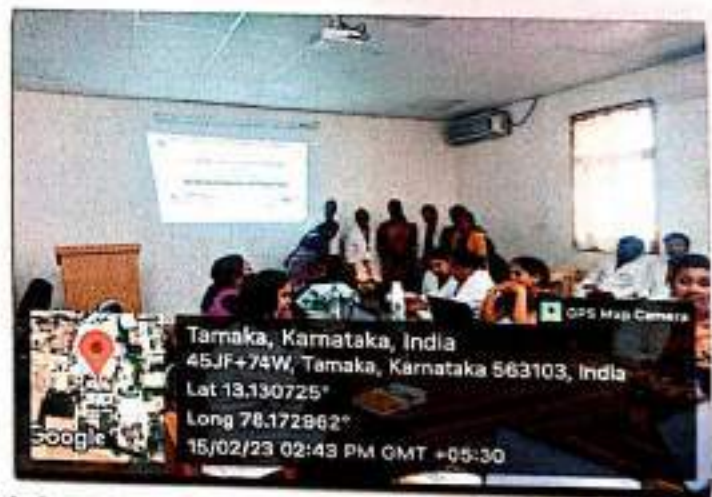 GPS Map Camera
Tamaka, Karnataka, India
45JF+74W, Tamaka, Karnataka 563103, India
Lat 13.130725°
Long 78.172962°
15/02/23 02:43 PM GMT +05:30
Google